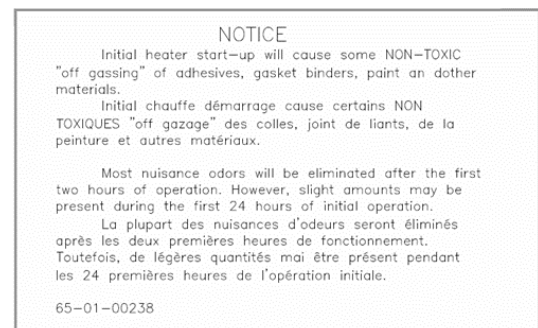 NOTICE
Initial heater start-up will cause some NON-TOXIC
"off gassing" of adhesives, gasket binders, paint an dother
materials.
Initial chauffe démarrage cause certains NON
TOXIQUES "off gazage" des colles, joint de liants, de la
peinture et autres matériaux.
Most nuisance odors will be eliminated after the first
two hours of operation. However, slight amounts may be
present during the first 24 hours of initial operation.
La plupart des nuisances d'odeurs seront éliminés
après les deux premières heures de fonctionnement.
Toutefois, de légères quantités mai être présent pendant
les 24 premières heures de l'opération initiale.
65-01-00238